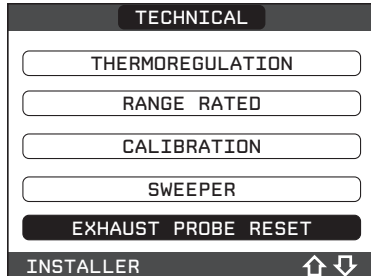 TECHNICAL
THERMOREGULATION
RANGE RATED
CALIBRATION
SWEEPER
EXHAUST PROBE RESET
INSTALLER